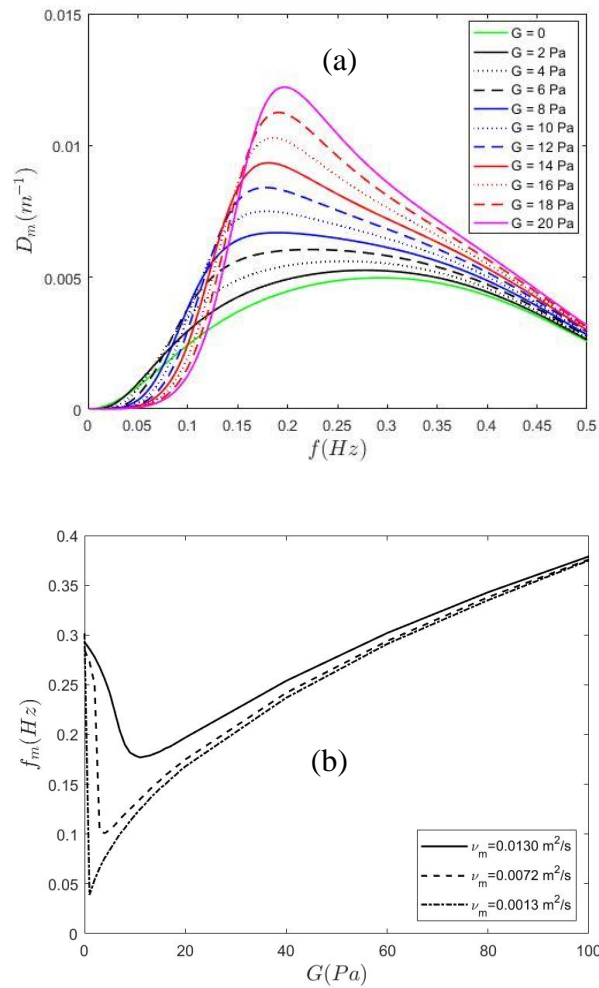 (a)
G = 0
G = 2 Pa
G = 4 Pa
G = 6 Pa
G = 8 Pa
G = 10 Pa
G = 12 Pa
G = 14 Pa
G = 16 Pa
G = 18 Pa
G = 20 Pa
0.015
0.01
0.005
0
D_m(m^{-1})
0 0.05 0.1 0.15 0.2 0.25 0.3 0.35 0.4 0.45 0.5
f(Hz)
(b)
0.4
0.35
0.3
0.25
0.2
0.15
0.1
0.05
0
f_m(Hz)
ν_m=0.0130 m²/s
ν_m=0.0072 m²/s
ν_m=0.0013 m²/s
0 20 40 60 80 100
G(Pa)